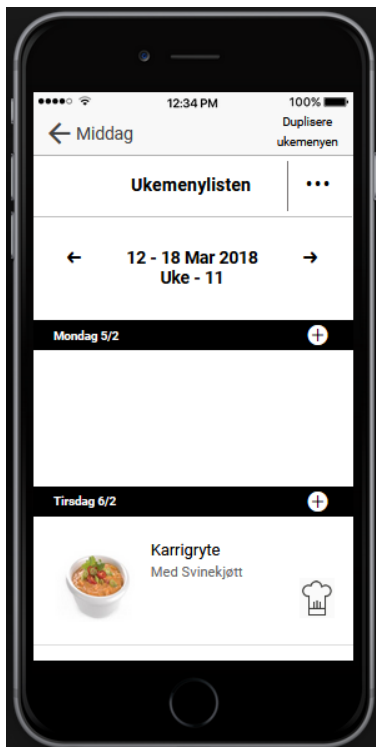 12:34 PM
100%
Middag
Duplisere
ukemenyen
Ukemenylisten
12 - 18 Mar 2018
Uke - 11
Mondag 5/2
Tirsdag 6/2
Karrigryte
Med Svinekjøtt